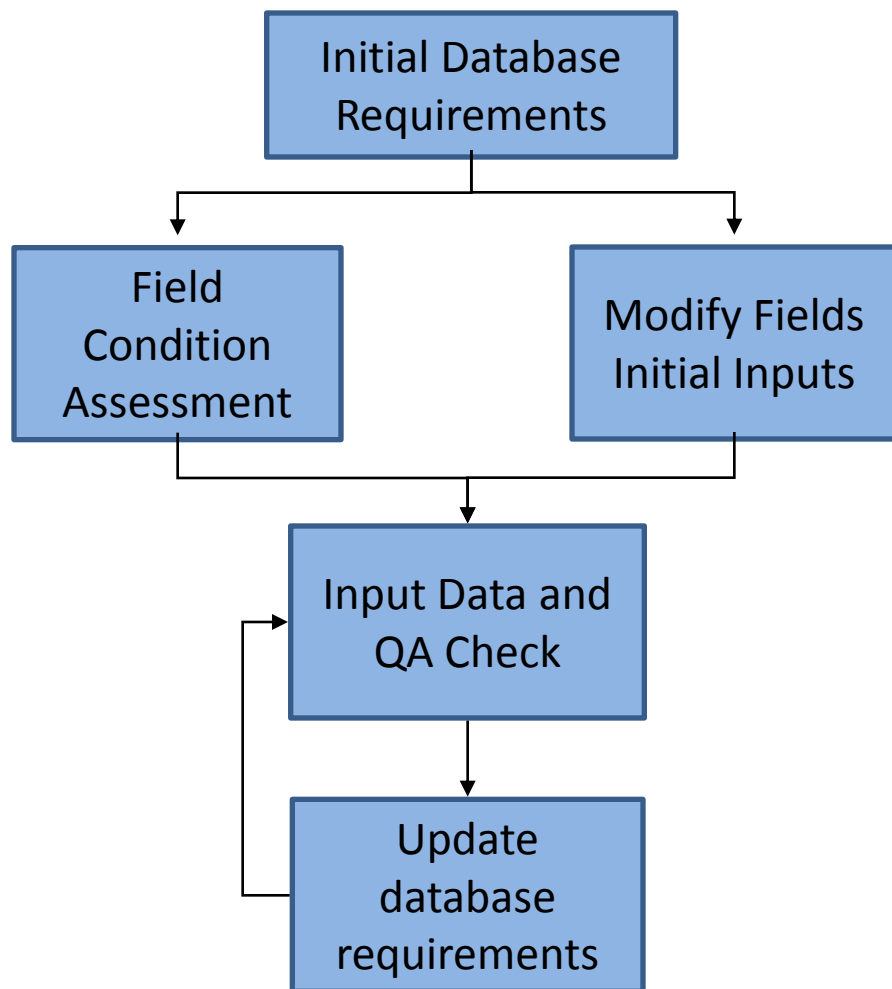 Initial Database
Requirements
Field
Condition
Assessment
Modify Fields
Initial Inputs
Input Data and
QA Check
Update
database
requirements